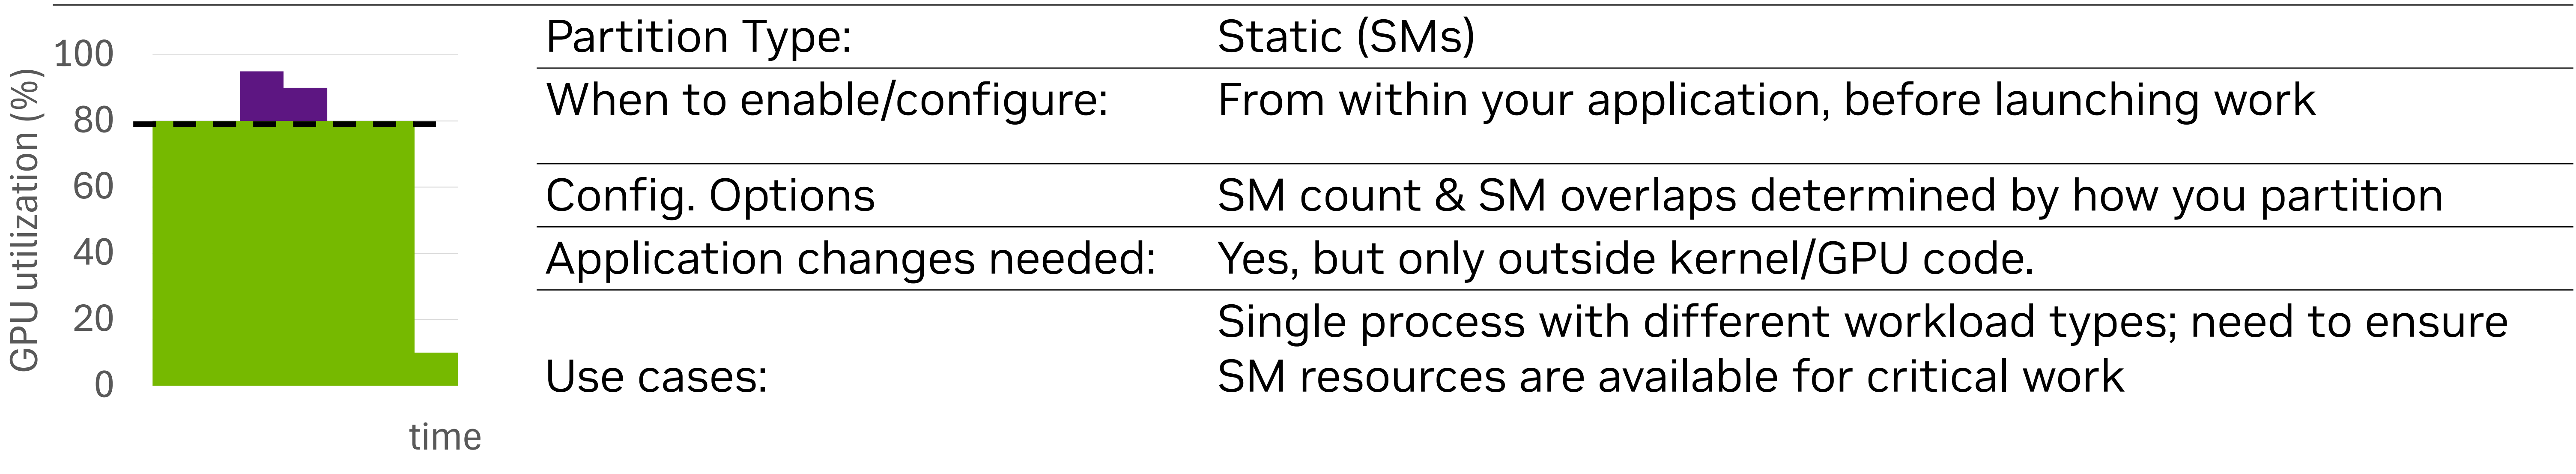 GPU utilization (%)
100
80
60
40
20
0
time
Partition Type: Static (SMs)
When to enable/configure: From within your application, before launching work
Config. Options SM count & SM overlaps determined by how you partition
Application changes needed: Yes, but only outside kernel/GPU code.
Use cases: Single process with different workload types; need to ensure
SM resources are available for critical work